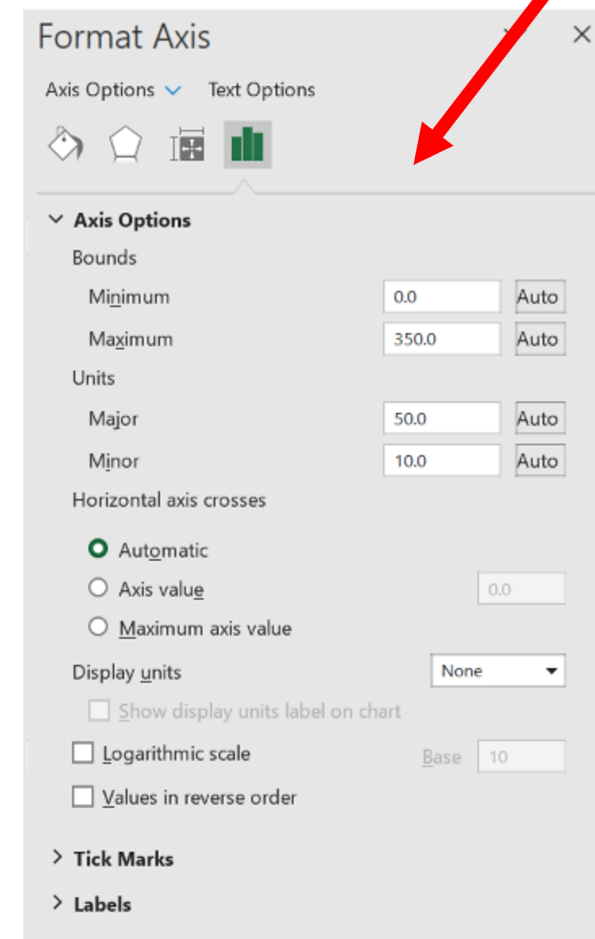 Format Axis
Axis Options Text Options
Axis Options
Bounds
Minimum 0.0 Auto
Maximum 350.0 Auto
Units
Major 50.0 Auto
Minor 10.0 Auto
Horizontal axis crosses
Automatic
Axis value 0.0
Maximum axis value
Display units None
Show display units label on chart
Logarithmic scale Base 10
Values in reverse order
Tick Marks
Labels